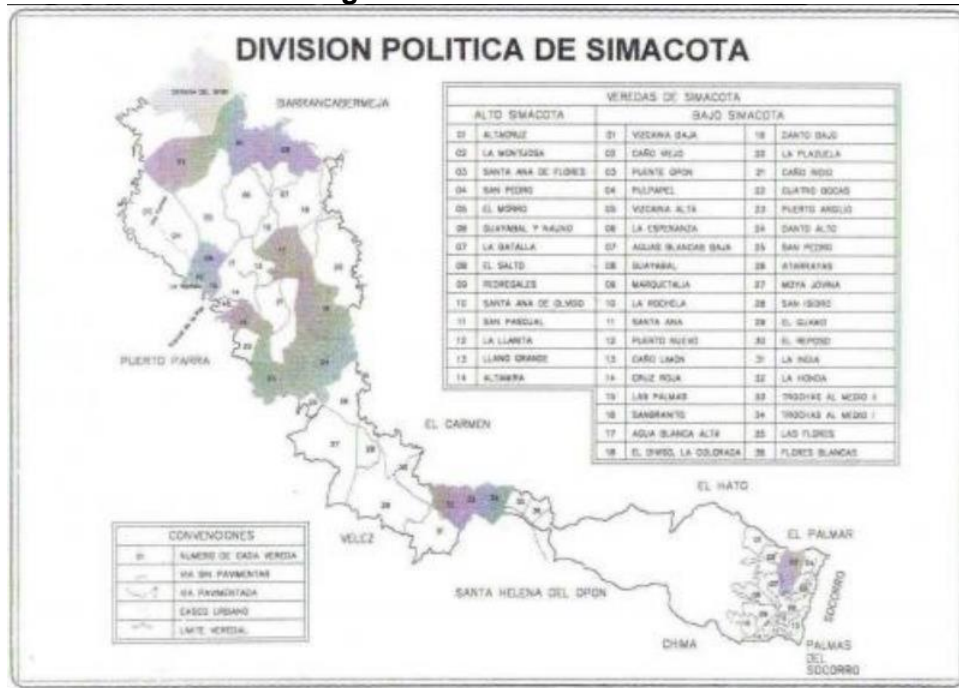 DIVISION POLITICA DE SIMACOTA
BARRANCABERMEJA
VEREDAS DE SIMACOTA
ALTO SIMACOTA BAJO SIMACOTA
01 ALTACRUZ 01 VIZCAINA BAJA 19 DANTO BAJO
02 LA MONTUOSA 02 CAÑO VIEJO 20 LA PLAZUELA
03 SANTA ANA DE FLORES 03 PUENTE OPON 21 CAÑO INDIO
04 SAN PEDRO 04 PULPAPEL 22 CUATRO BOCAS
05 EL MORRO 05 VIZCAINA ALTA 23 PUERTO ARGILIO
06 GUAYABAL Y NAUNO 06 LA ESPERANZA 24 DANTO ALTO
07 LA BATALLA 07 AGUAS BLANCAS BAJA 25 SAN PEDRO
08 EL SALTO 08 GUAYABAL 26 ATARRAYAS
09 PEDREGALES 09 MARQUETALIA 27
10 SANTA ANA DE OLVIDO 10 LA ROCHELA 28 SAN ISIDRO
11 SAN PASCUAL 11 SANTA ANA 29 EL GUAMO
12 LA LLANITA 12 PUERTO NUEVO 30 EL REPOSO
13 LLANO GRANDE 13 CAÑO LIMON 31 LA INDIA
14 ALTAMIRA 14 CRUZ ROJA 32 LA HONDA
15 LAS PALMAS 33 TROCHAS AL MEDIO II
16 SANGRANITO 34 TROCHAS AL MEDIO I
17 AGUA BLANCA ALTA 35 LAS FLORES
18 EL DIVISO, LA COLORADA 36 FLORES BLANCAS
PUERTO PARRA
EL CARMEN
EL HATO
VELEZ
EL PALMAR
SANTA HELENA DEL OPON
SOCORRO
CHIMA
PALMAS
DEL
SOCORRO
CONVENCIONES
01 NUMERO DE CADA VEREDA
VIA SIN PAVIMENTAR
VIA PAVIMENTADA
CASCO URBANO
LIMITE VEREDAL